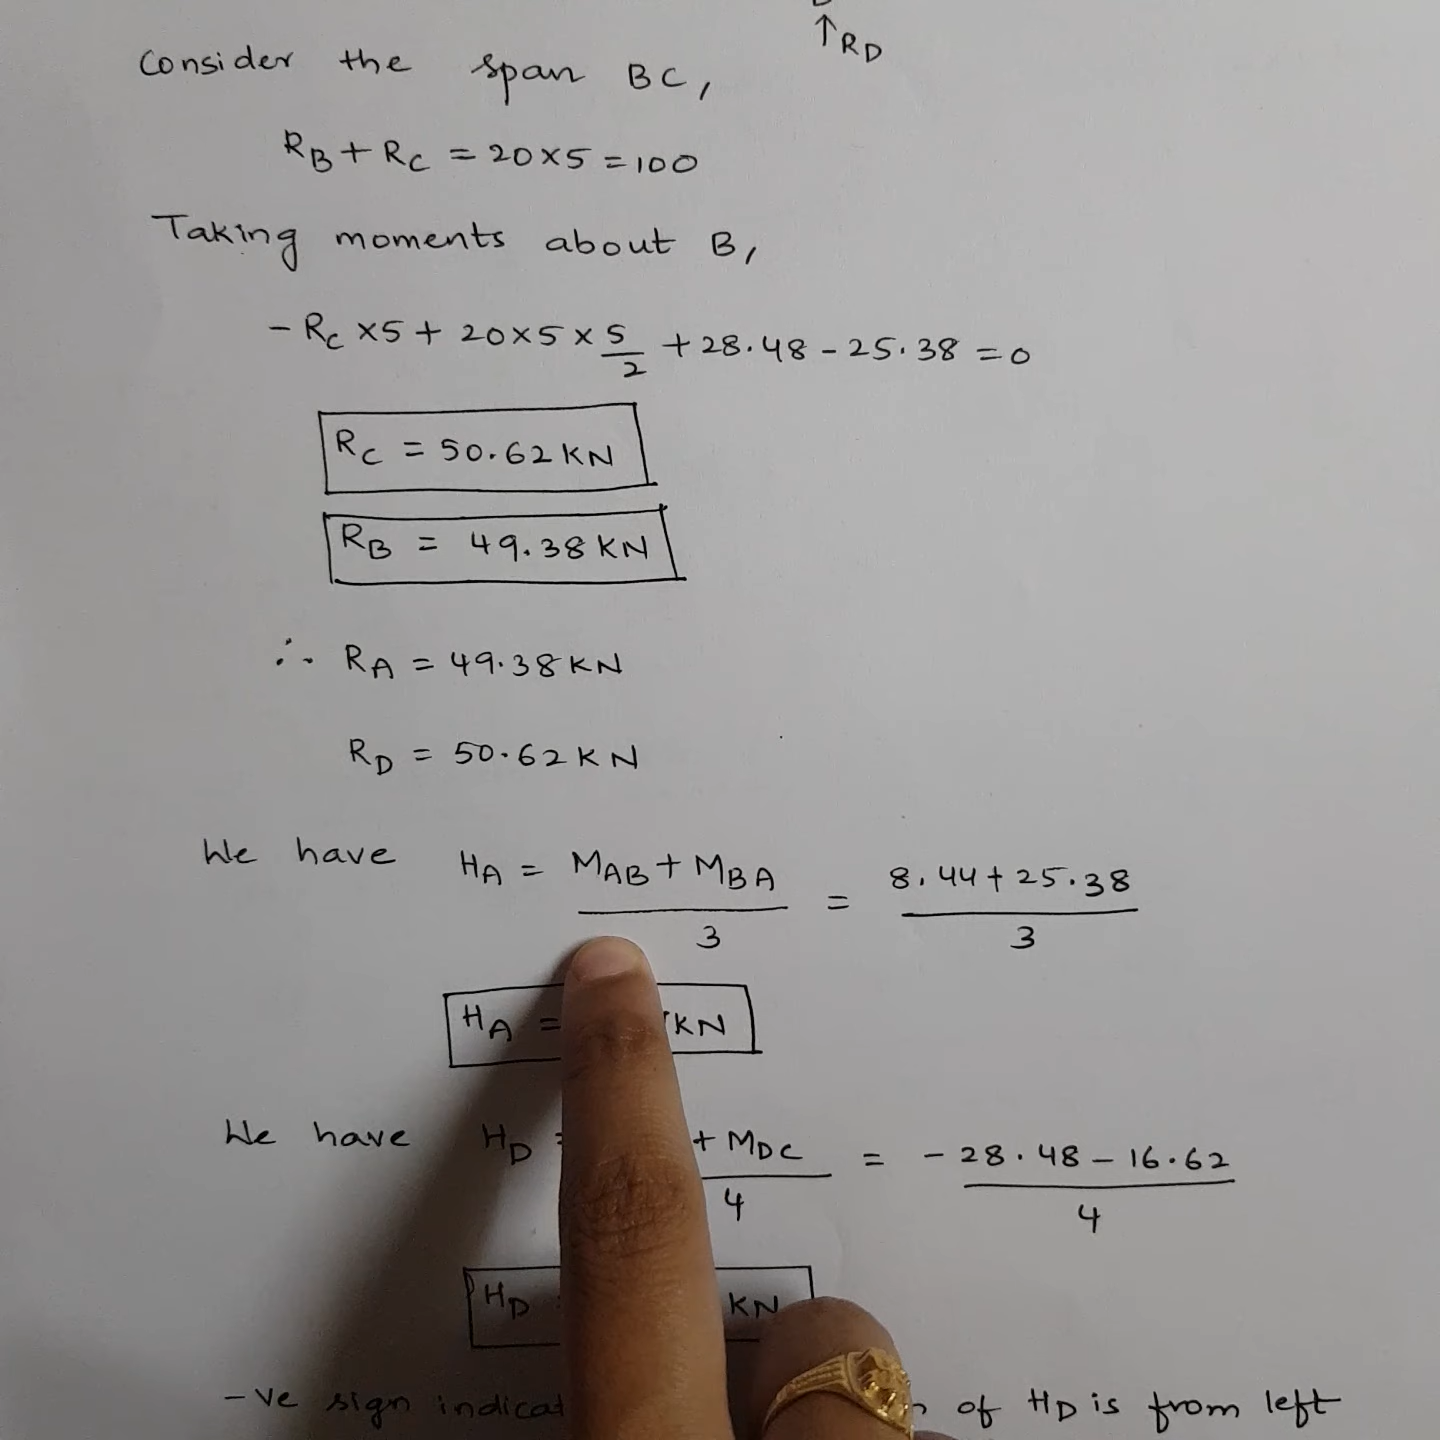 ↑RD
Consider the span BC,
RB + RC = 20×5 = 100
Taking moments about B,
- RC ×5 + 20×5 × 5/2 + 28.48 - 25.38 = 0
RC = 50.62 KN
RB = 49.38 KN
∴ RA = 49.38 KN
RD = 50.62 KN
We have HA = MAB + MBA / 3 = 8.44 + 25.38 / 3
HA = KN
We have HD + MDC / 4 = - 28.48 - 16.62 / 4
HD KN
-ve sign of HD is from left